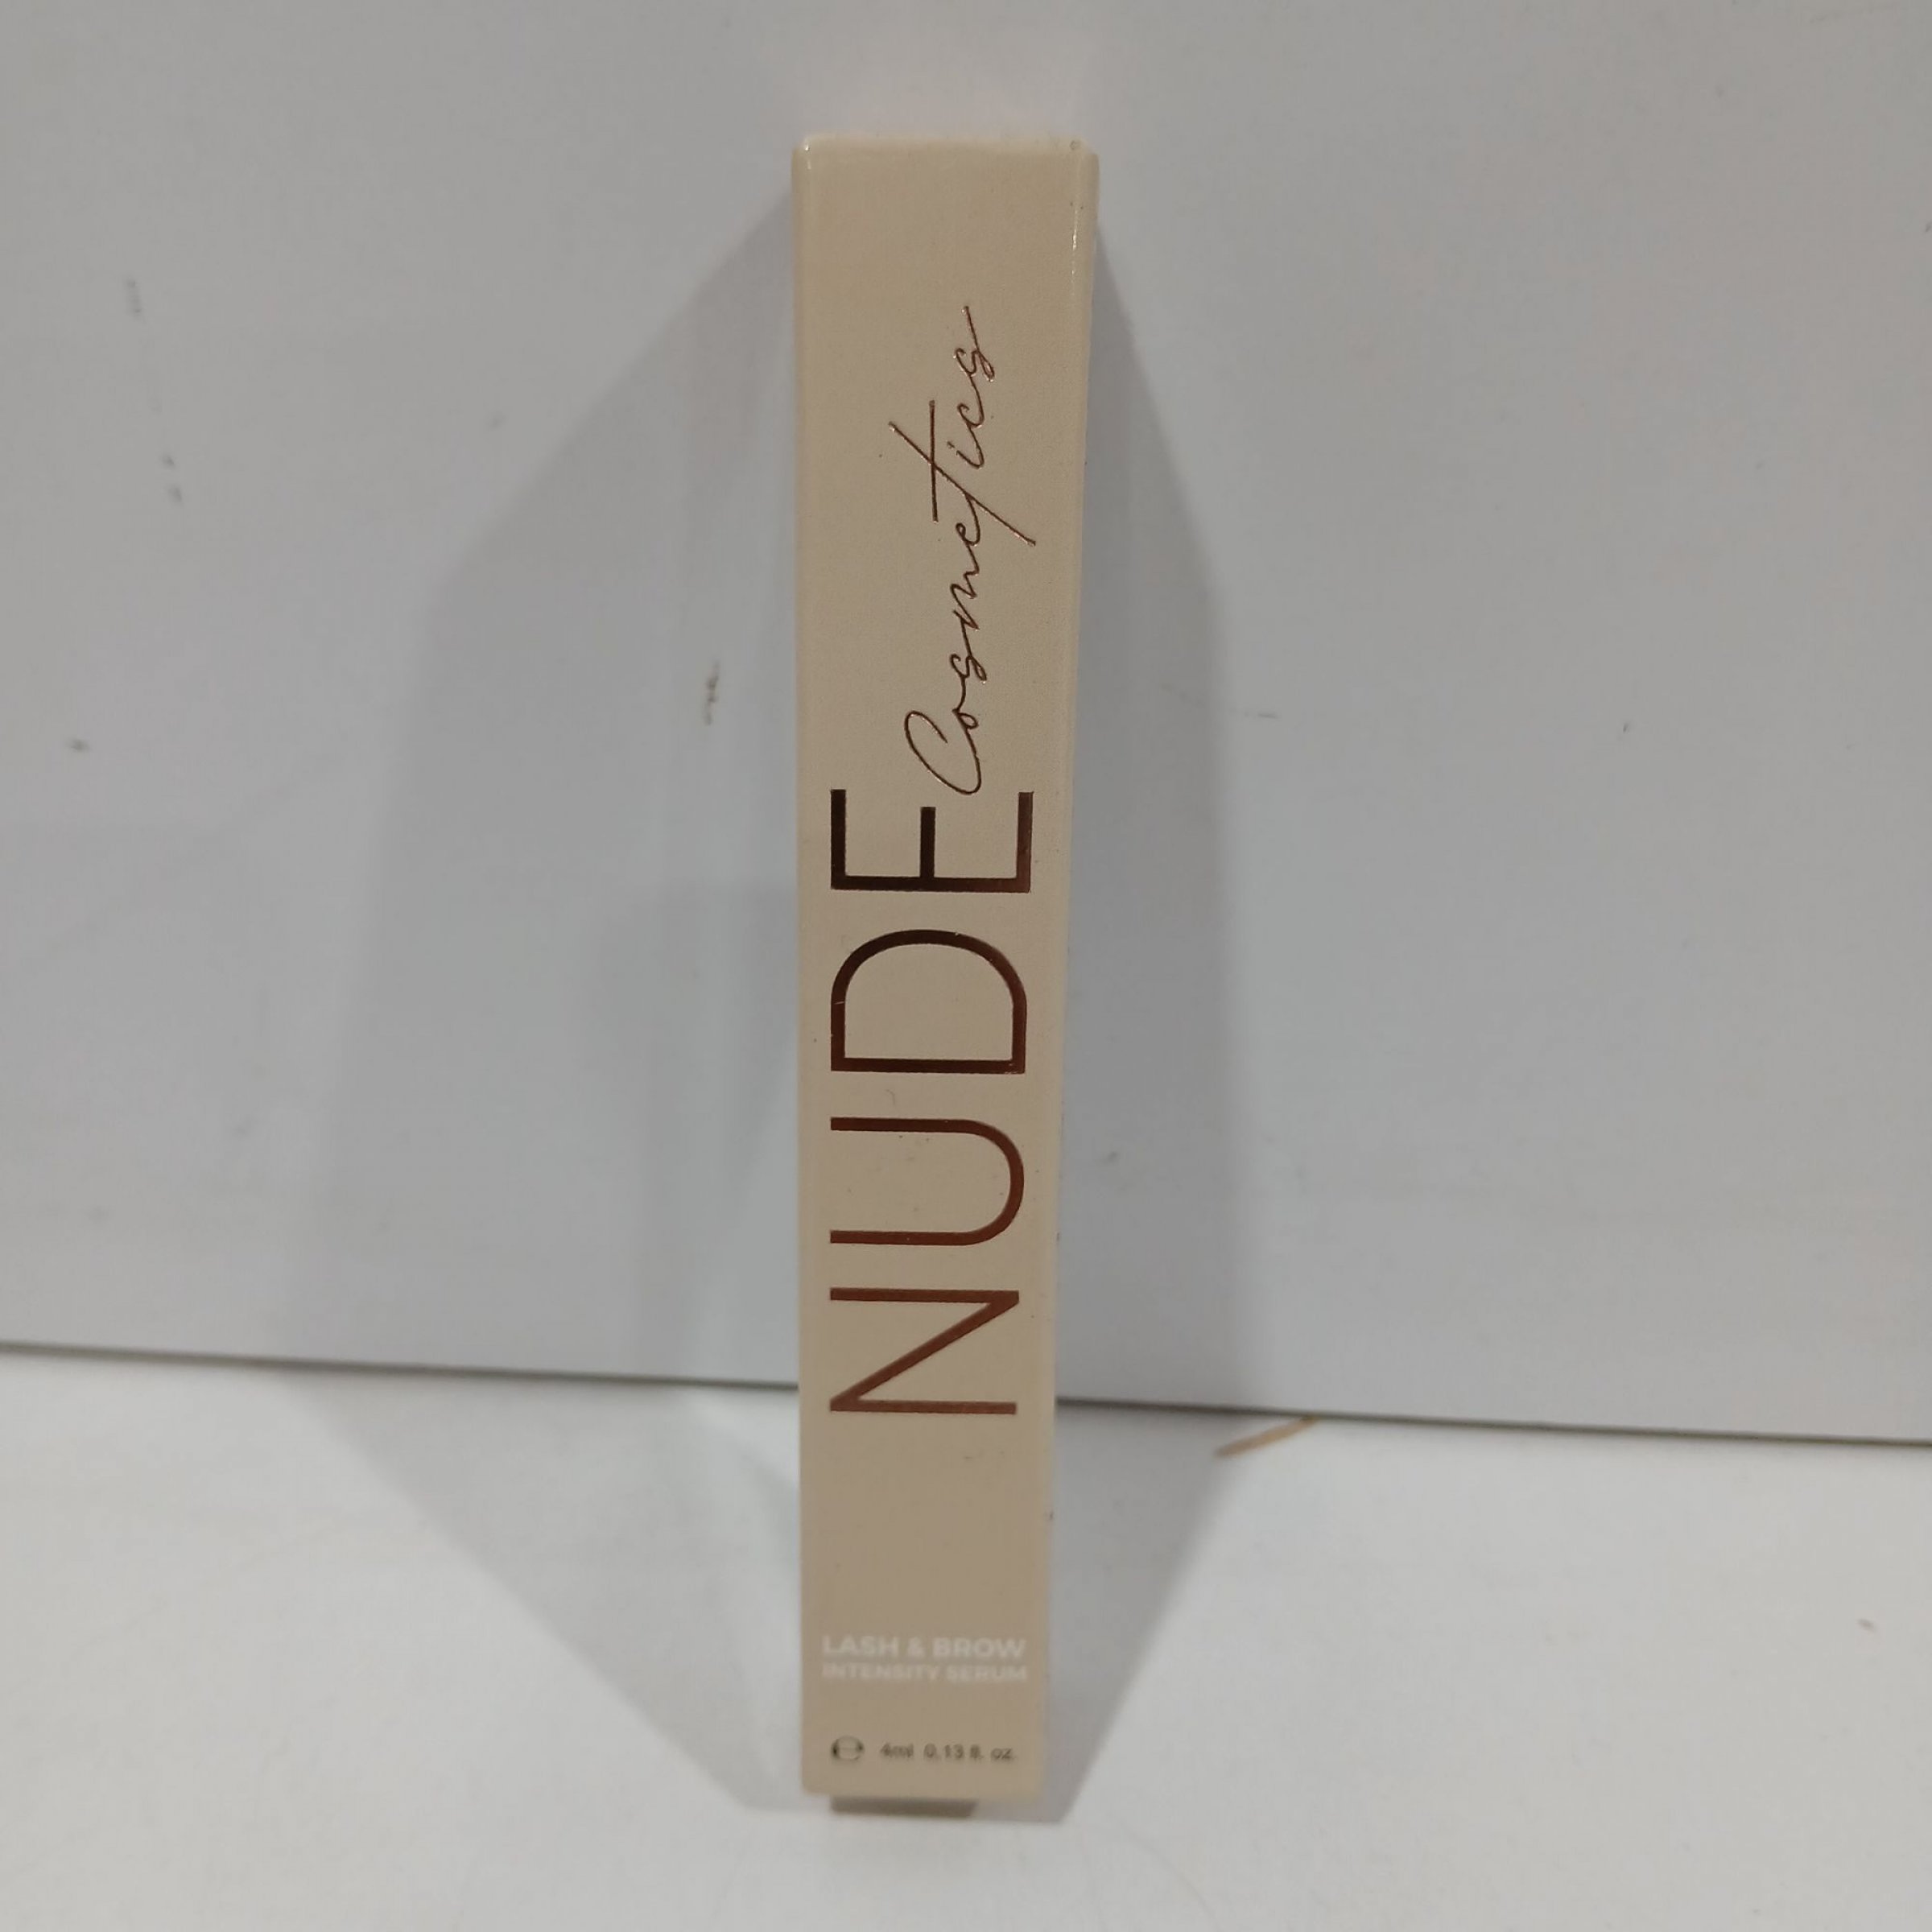 NUDE Cosmetics
LASH & BROW
INTENSITY SERUM
℮ 4ml 0.13 fl. oz.